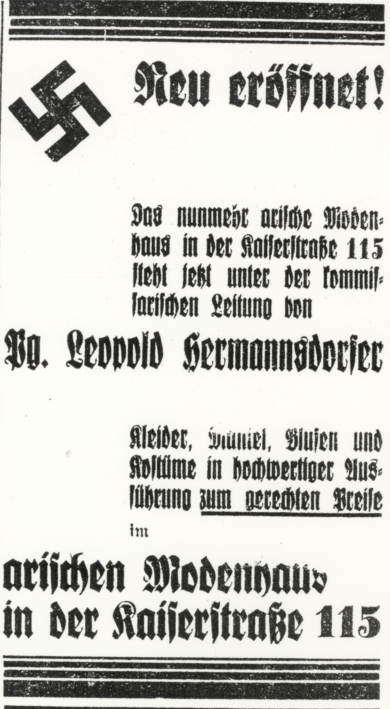 Neu eröffnet!
Das nunmehr arische Moden-
haus in der Kaiserstraße 115
steht jetzt unter der kommis-
sarischen Leitung von
Pg. Leopold Hermannsdorfer
Kleider, Mäntel, Blusen und
Kostüme in hochwertiger Aus-
führung zum gerechten Preise
im
arischen Modenhaus
in der Kaiserstraße 115